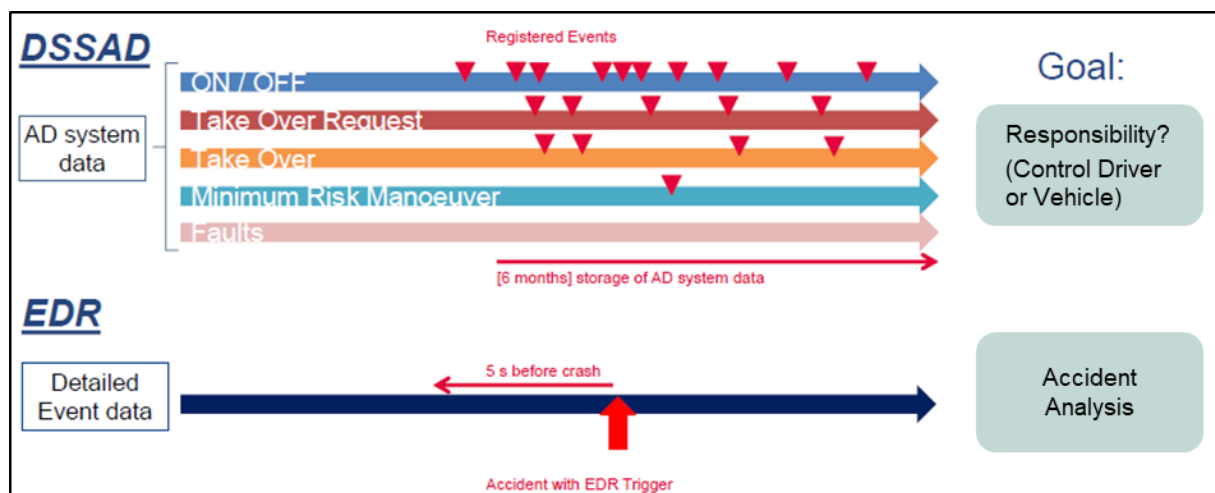 DSSAD
Registered Events
Goal:
ON / OFF
AD system
data
Take Over Request
Take Over
Minimum Risk Manoeuver
Faults
Responsibility?
(Control Driver
or Vehicle)
[6 months] storage of AD system data
EDR
Detailed
Event data
5 s before crash
Accident
Analysis
Accident with EDR Trigger